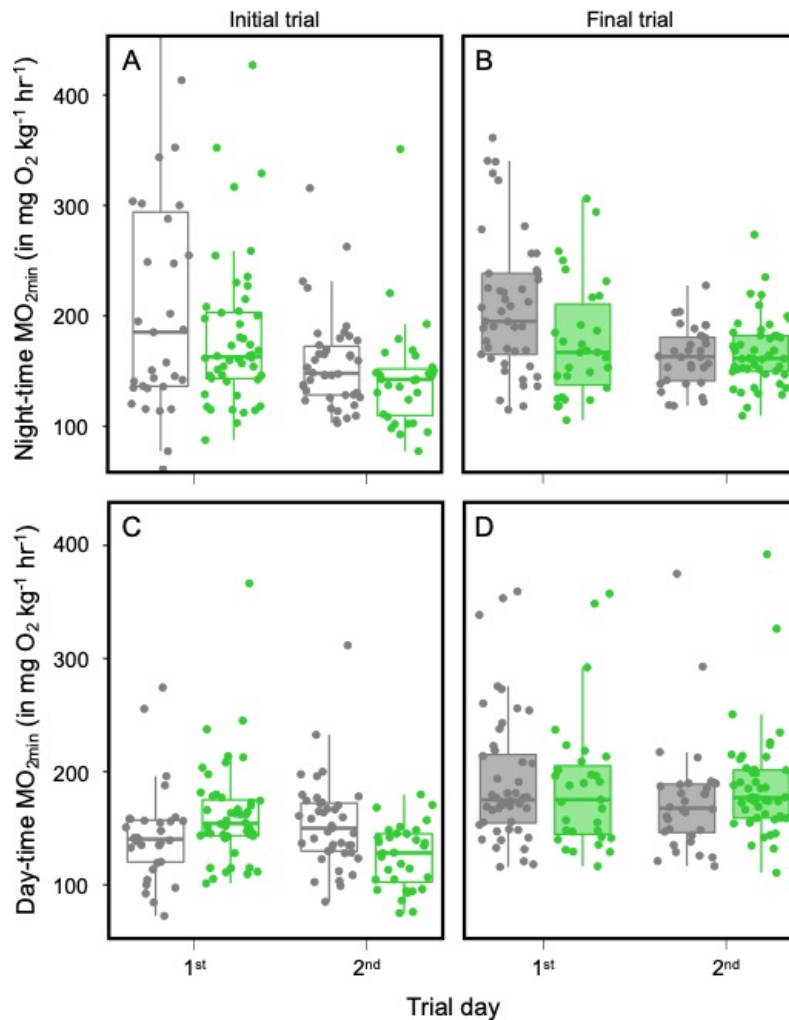 Initial trial
Final trial
A
B
Night-time MO₂min (in mg O₂ kg⁻¹ hr⁻¹)
400
300
200
100
C
D
Day-time MO₂min (in mg O₂ kg⁻¹ hr⁻¹)
400
300
200
100
1ˢᵗ
2ⁿᵈ
1ˢᵗ
2ⁿᵈ
Trial day